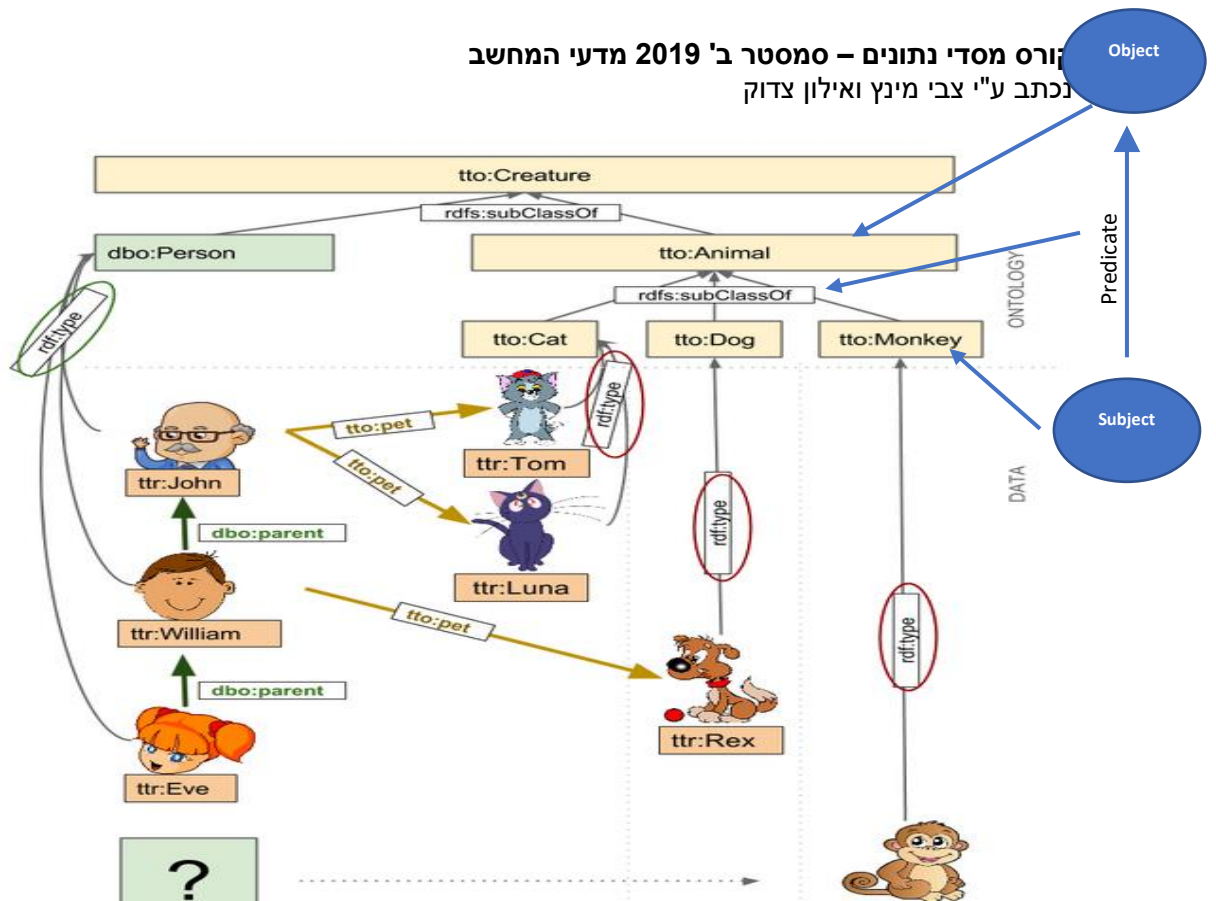 קורס מסדי נתונים – סמסטר ב' 2019 מדעי המחשב
נכתב ע"י צבי מינץ ואילון צדוק
Object
tto:Creature
rdfs:subClassOf
dbo:Person
tto:Animal
Predicate
ONTOLOGY
rdfs:subClassOf
rdf:type
tto:Cat
tto:Dog
tto:Monkey
rdf:type
Subject
tto:pet
ttr:Tom
tto:pet
ttr:John
DATA
rdf:type
dbo:parent
ttr:Luna
tto:pet
ttr:William
rdf:type
dbo:parent
ttr:Rex
ttr:Eve
?